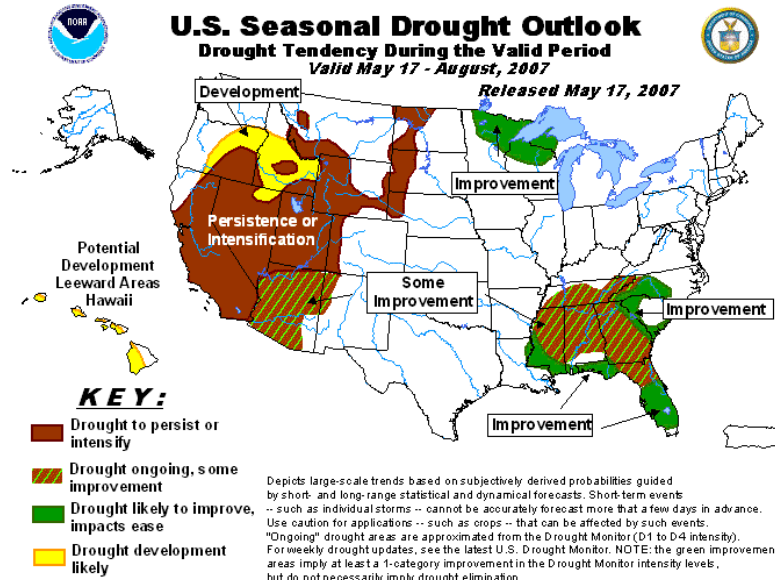 NOAA
U.S. Seasonal Drought Outlook
Drought Tendency During the Valid Period
Valid May 17 - August, 2007
Released May 17, 2007
Development
Improvement
Persistence or
Intensification
Potential
Development
Leeward Areas
Hawaii
Some
Improvement
Improvement
Improvement
KEY:
Drought to persist or
intensify
Drought ongoing, some
improvement
Drought likely to improve,
impacts ease
Drought development
likely
Depicts large-scale trends based on subjectively derived probabilities guided
by short- and long-range statistical and dynamical forecasts. Short-term events
-- such as individual storms -- cannot be accurately forecast more that a few days in advance.
Use caution for applications -- such as crops -- that can be affected by such events.
"Ongoing" drought areas are approximated from the Drought Monitor (D1 to D4 intensity).
For weekly drought updates, see the latest U.S. Drought Monitor. NOTE: the green improvemen
areas imply at least a 1-category improvement in the Drought Monitor intensity levels,
but do not necessarily imply drought elimination